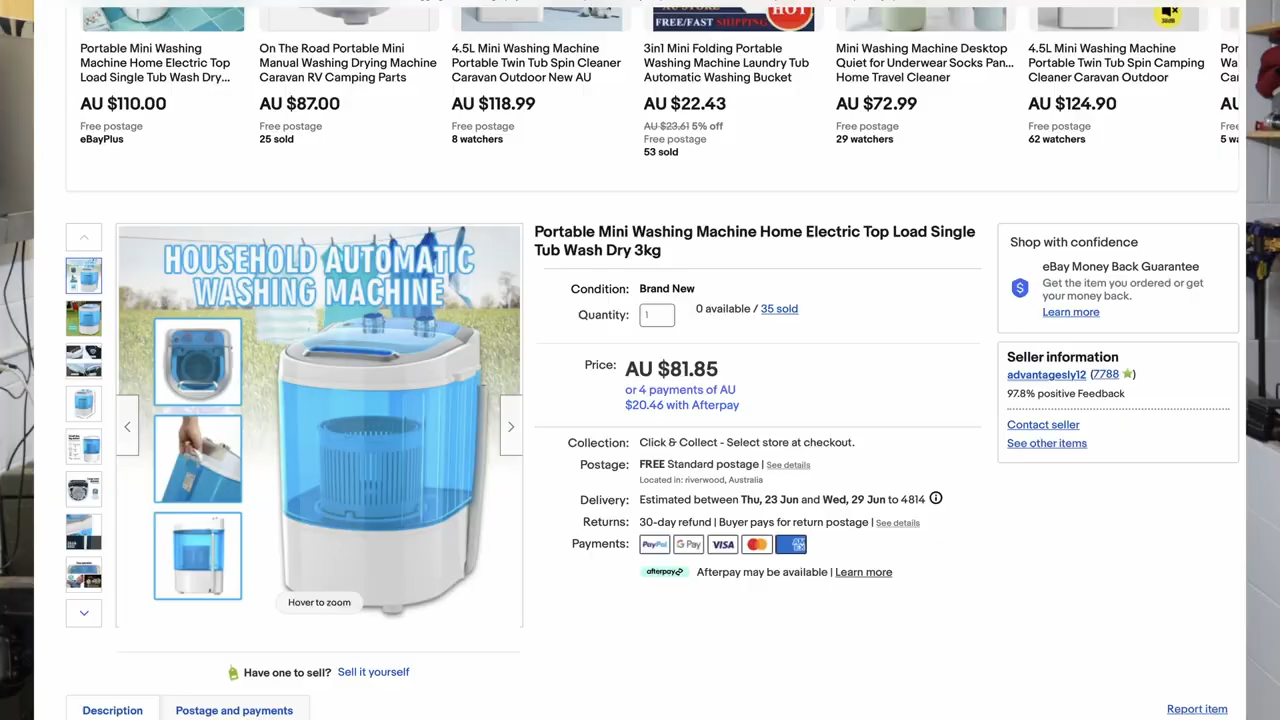 HOT
FREE/FAST SHIPPING
Portable Mini Washing
Machine Home Electric Top
Load Single Tub Wash Dry...
AU $110.00
Free postage
eBayPlus
On The Road Portable Mini
Manual Washing Drying Machine
Caravan RV Camping Parts
AU $87.00
Free postage
25 sold
4.5L Mini Washing Machine
Portable Twin Tub Spin Cleaner
Caravan Outdoor New AU
AU $118.99
Free postage
8 watchers
3in1 Mini Folding Portable
Washing Machine Laundry Tub
Automatic Washing Bucket
AU $22.43
AU $23.61 5% off
Free postage
53 sold
Mini Washing Machine Desktop
Quiet for Underwear Socks Pan...
Home Travel Cleaner
AU $72.99
Free postage
29 watchers
4.5L Mini Washing Machine
Portable Twin Tub Spin Camping
Cleaner Caravan Outdoor
AU $124.90
Free postage
62 watchers
HOUSEHOLD AUTOMATIC
WASHING MACHINE
Hover to zoom
Have one to sell? Sell it yourself
Portable Mini Washing Machine Home Electric Top Load Single
Tub Wash Dry 3kg
Condition: Brand New
Quantity: 1 0 available / 35 sold
Price: AU $81.85
or 4 payments of AU
$20.46 with Afterpay
Collection: Click & Collect - Select store at checkout.
Postage: FREE Standard postage | See details
Located in: riverwood, Australia
Delivery: Estimated between Thu, 23 Jun and Wed, 29 Jun to 4814
Returns: 30-day refund | Buyer pays for return postage | See details
Payments: PayPal G Pay VISA
afterpay Afterpay may be available | Learn more
Shop with confidence
eBay Money Back Guarantee
Get the item you ordered or get
your money back.
Learn more
Seller information
advantagesly12 (7788)
97.8% positive Feedback
Contact seller
See other items
Description
Postage and payments
Report item